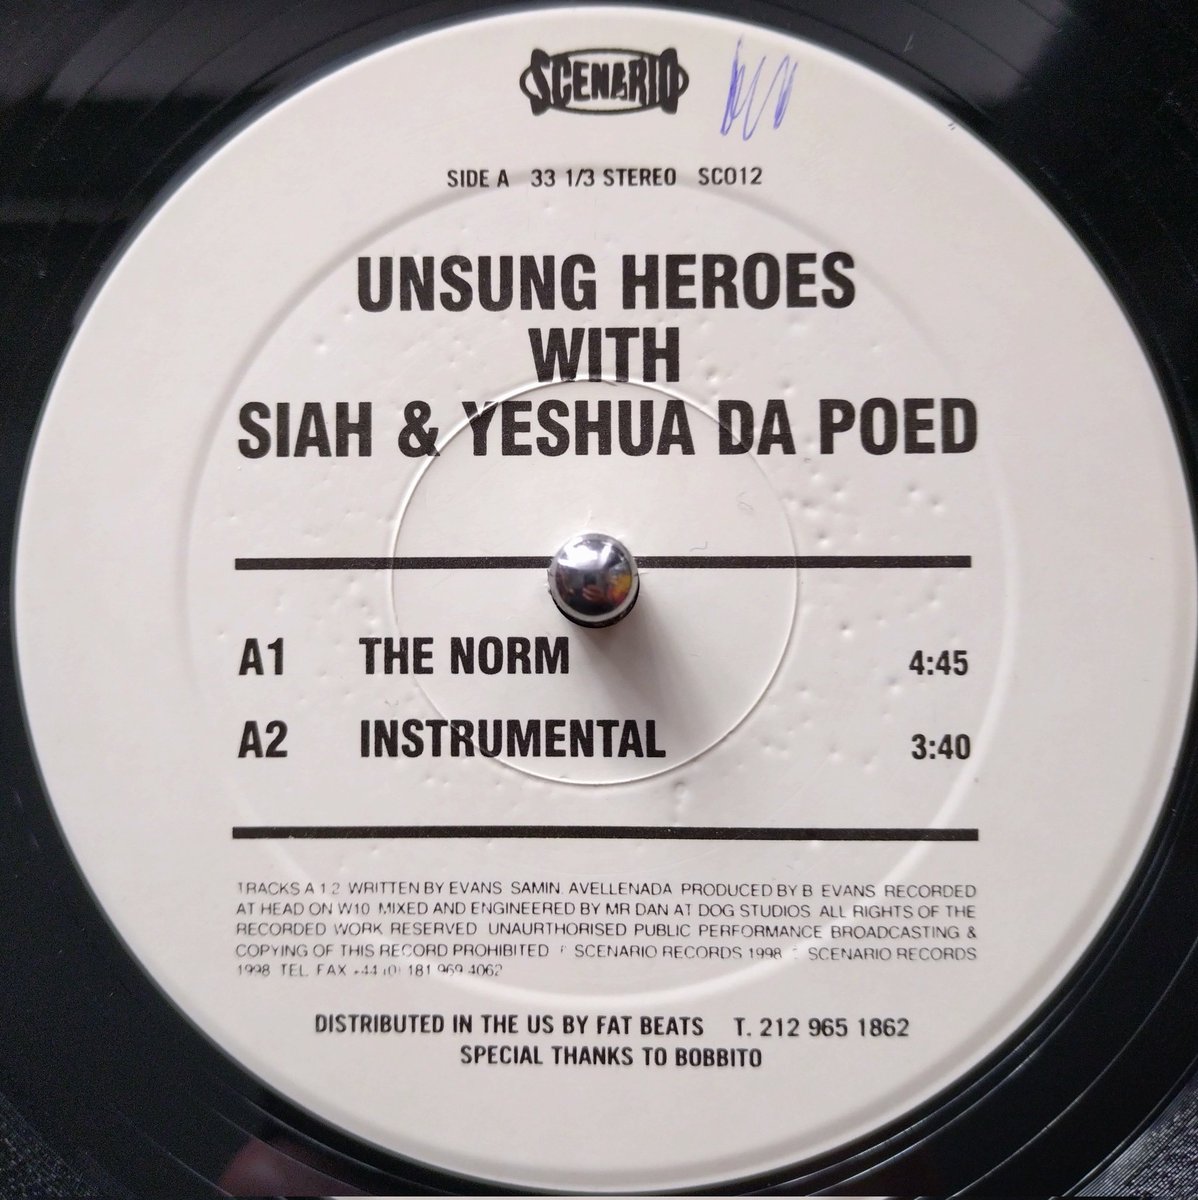 SCENARIO
SIDE A 33 1/3 STEREO SC012
UNSUNG HEROES
WITH
SIAH & YESHUA DA POED
A1 THE NORM 4:45
A2 INSTRUMENTAL 3:40
TRACKS A 1 2 WRITTEN BY EVANS SAMIN. AVELLENADA PRODUCED BY B EVANS RECORDED
AT HEAD ON W10 MIXED AND ENGINEERED BY MR DAN AT DOG STUDIOS ALL RIGHTS OF THE
RECORDED WORK RESERVED UNAURTHORISED PUBLIC PERFORMANCE BROADCASTING &
COPYING OF THIS RECORD PROHIBITED SCENARIO RECORDS 1998 SCENARIO RECORDS
1998 TEL. FAX +44 (0) 181 969 4062
DISTRIBUTED IN THE US BY FAT BEATS T. 212 965 1862
SPECIAL THANKS TO BOBBITO